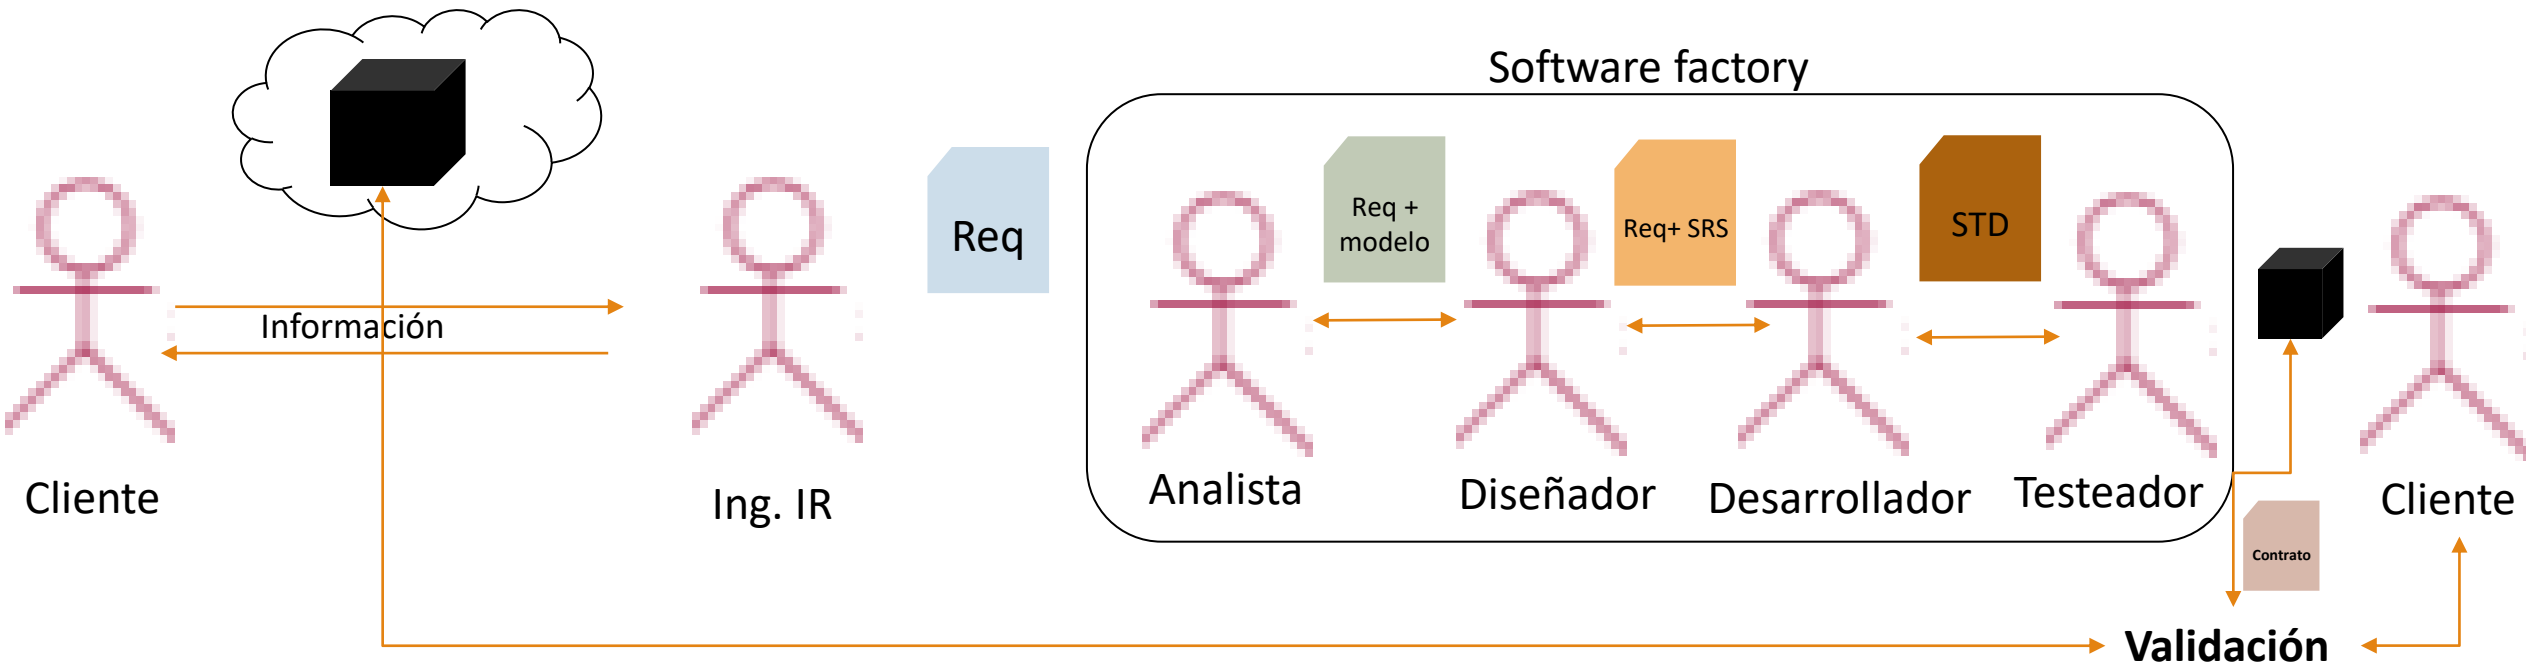 Software factory
Req
Req +
modelo
Req+ SRS
STD
Información
Cliente
Ing. IR
Analista
Diseñador
Desarrollador
Testeador
Cliente
Contrato
Validación